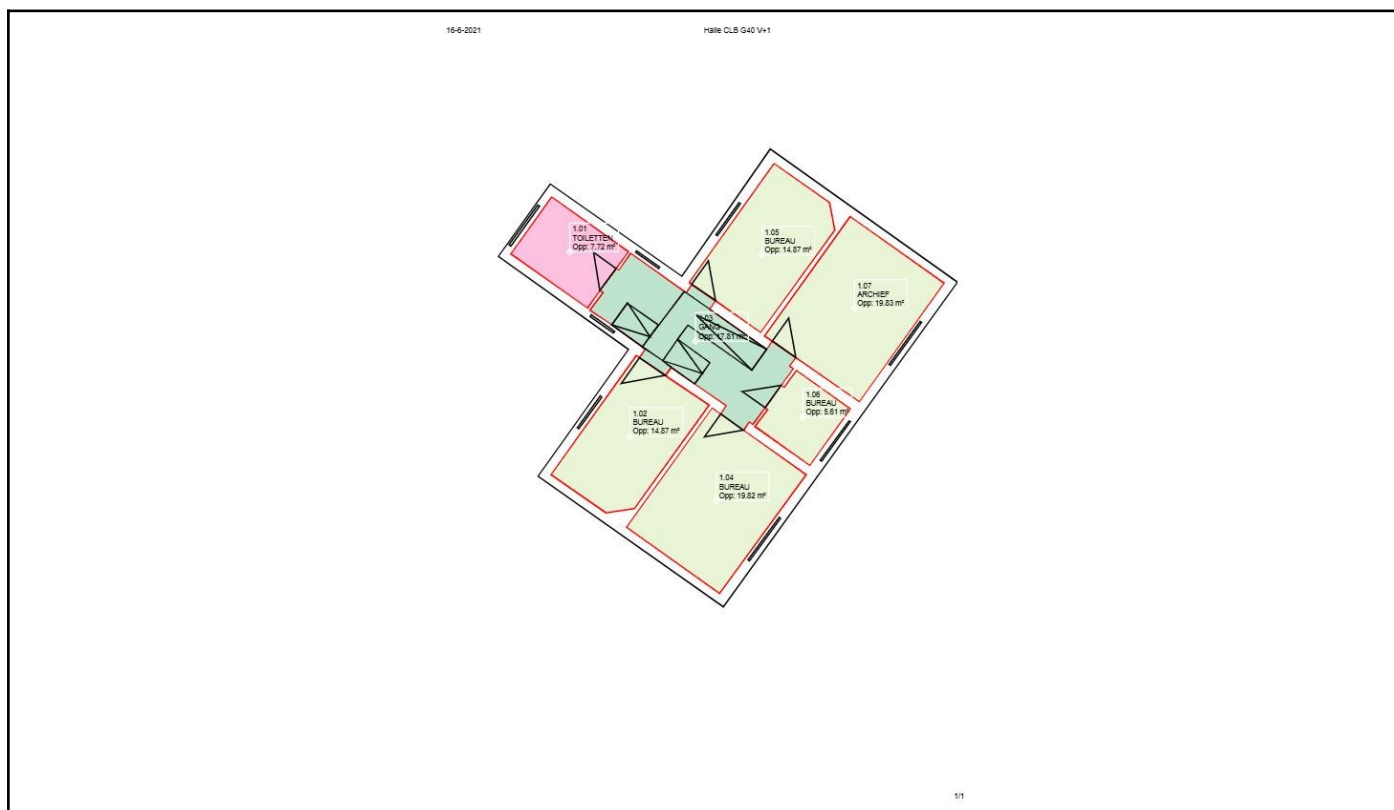 16-6-2021
Halle CLB G40 V+1
1.01
TOILETTEN
Opp: 7.72 m²
1.05
BUREAU
Opp: 14.87 m²
1.07
ARCHIEF
Opp: 19.83 m²
1.03
GANG
Opp: 17.81 m²
1.06
BUREAU
Opp: 5.61 m²
1.02
BUREAU
Opp: 14.87 m²
1.04
BUREAU
Opp: 19.82 m²
1/1